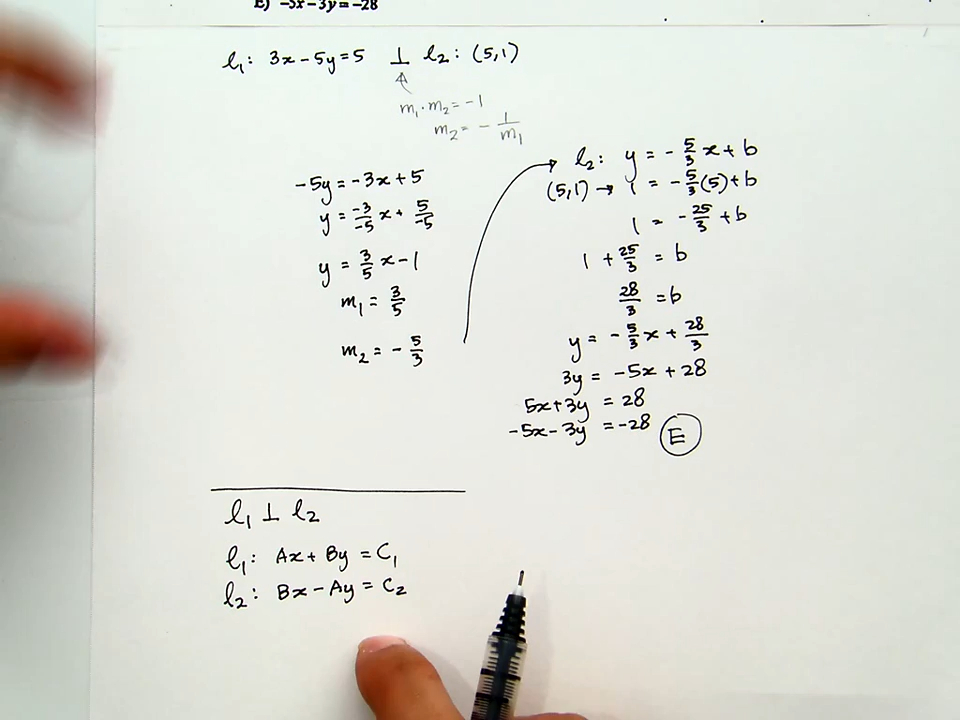 E) -5x-3y=-28
l₁: 3x-5y=5 ⊥ l₂: (5,1)
m₁·m₂=-1
m₂=-1/m₁
-5y=-3x+5
y=-3/-5 x+5/-5
y=3/5 x-1
m₁=3/5
m₂=-5/3
l₂: y=-5/3 x+b
(5,1)→ 1=-5/3(5)+b
1=-25/3+b
1+25/3=b
28/3=b
y=-5/3 x+28/3
3y=-5x+28
5x+3y=28
-5x-3y=-28 E
l₁ ⊥ l₂
l₁: Ax+By=C₁
l₂: Bx-Ay=C₂